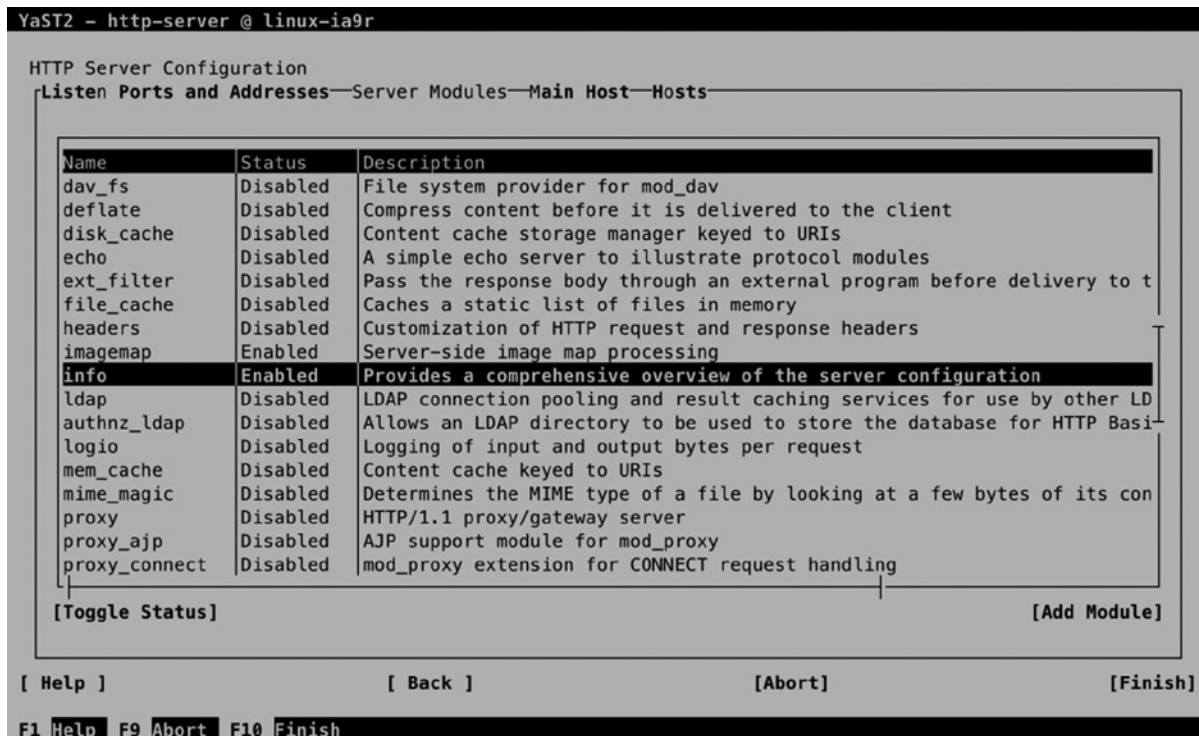 YaST2 - http-server @ linux-ia9r
HTTP Server Configuration
Listen Ports and Addresses Server Modules Main Host Hosts
Name Status Description
dav_fs Disabled File system provider for mod_dav
deflate Disabled Compress content before it is delivered to the client
disk_cache Disabled Content cache storage manager keyed to URIs
echo Disabled A simple echo server to illustrate protocol modules
ext_filter Disabled Pass the response body through an external program before delivery to t
file_cache Disabled Caches a static list of files in memory
headers Disabled Customization of HTTP request and response headers
imagemap Enabled Server-side image map processing
info Enabled Provides a comprehensive overview of the server configuration
ldap Disabled LDAP connection pooling and result caching services for use by other LD
authnz_ldap Disabled Allows an LDAP directory to be used to store the database for HTTP Basi
logio Disabled Logging of input and output bytes per request
mem_cache Disabled Content cache keyed to URIs
mime_magic Disabled Determines the MIME type of a file by looking at a few bytes of its con
proxy Disabled HTTP/1.1 proxy/gateway server
proxy_ajp Disabled AJP support module for mod_proxy
proxy_connect Disabled mod_proxy extension for CONNECT request handling
[Toggle Status] [Add Module]
[ Help ] [ Back ] [Abort] [Finish]
F1 Help F9 Abort F10 Finish